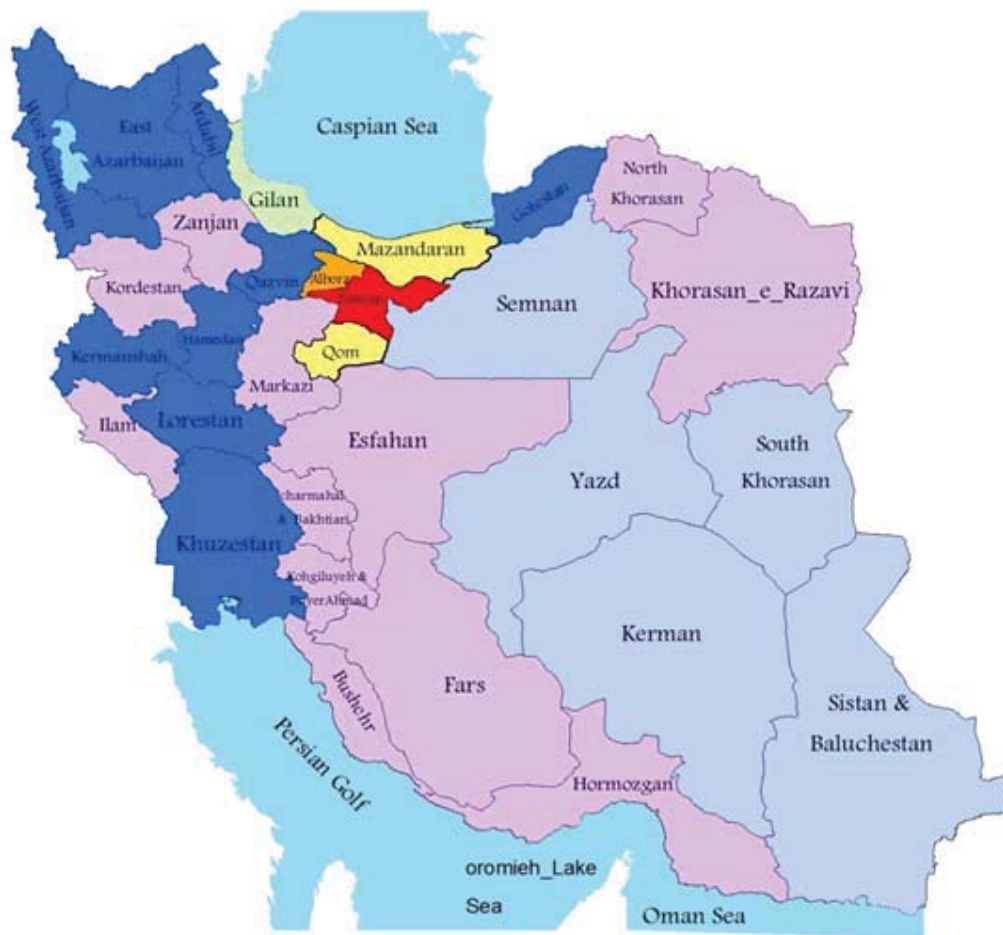 Caspian Sea
West Azarbaijan
East
Azarbaijan
Ardabil
Gilan
Zanjan
Golestan
North
Khorasan
Mazandaran
Kordestan
Qazvin
Khorasan_e_Razavi
Semnan
Kermanshah
Hamedan
Qom
Markazi
Ilam
Lorestan
Esfahan
South
Khorasan
Yazd
charmahal
& Bakhtiari
Khuzestan
Kohgiluyeh &
BoyerAhmad
Kerman
Fars
Bushehr
Sistan &
Baluchestan
Persian Golf
Hormozgan
oromieh_Lake
Sea
Oman Sea